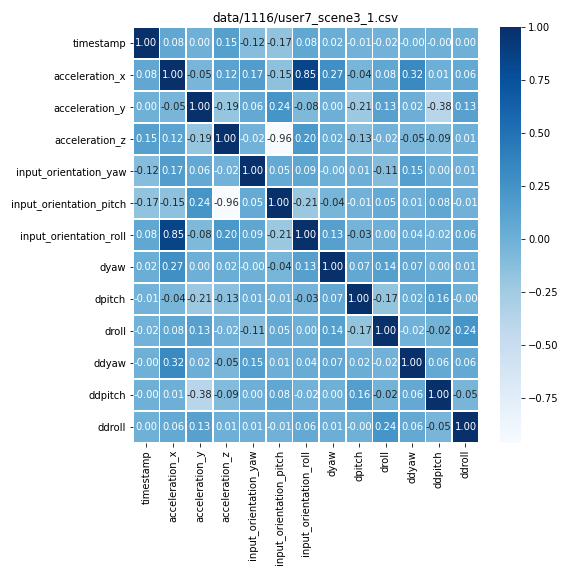 data/1116/user7_scene3_1.csv
timestamp 1.00 0.08 0.00 0.15 -0.12 -0.17 0.08 0.02 -0.01 -0.02 -0.00 -0.00 0.00
acceleration_x 0.08 1.00 -0.05 0.12 0.17 -0.15 0.85 0.27 -0.04 0.08 0.32 0.01 0.06
acceleration_y 0.00 -0.05 1.00 -0.19 0.06 0.24 -0.08 0.00 -0.21 0.13 0.02 -0.38 0.13
acceleration_z 0.15 0.12 -0.19 1.00 -0.02 -0.96 0.20 0.02 -0.13 -0.02 -0.05 -0.09 0.01
input_orientation_yaw -0.12 0.17 0.06 -0.02 1.00 0.05 0.09 -0.00 0.01 -0.11 0.15 0.00 0.01
input_orientation_pitch -0.17 -0.15 0.24 -0.96 0.05 1.00 -0.21 -0.04 -0.01 0.05 0.01 0.08 -0.01
input_orientation_roll 0.08 0.85 -0.08 0.20 0.09 -0.21 1.00 0.13 -0.03 0.00 0.04 -0.02 0.06
dyaw 0.02 0.27 0.00 0.02 -0.00 -0.04 0.13 1.00 0.07 0.14 0.07 0.00 0.01
dpitch -0.01 -0.04 -0.21 -0.13 0.01 -0.01 -0.03 0.07 1.00 -0.17 0.02 0.16 -0.00
droll -0.02 0.08 0.13 -0.02 -0.11 0.05 0.00 0.14 -0.17 1.00 -0.02 -0.02 0.24
ddyaw -0.00 0.32 0.02 -0.05 0.15 0.01 0.04 0.07 0.02 -0.02 1.00 0.06 0.06
ddpitch -0.00 0.01 -0.38 -0.09 0.00 0.08 -0.02 0.00 0.16 -0.02 0.06 1.00 -0.05
ddroll 0.00 0.06 0.13 0.01 0.01 -0.01 0.06 0.01 -0.00 0.24 0.06 -0.05 1.00
timestamp
acceleration_x
acceleration_y
acceleration_z
input_orientation_yaw
input_orientation_pitch
input_orientation_roll
dyaw
dpitch
droll
ddyaw
ddpitch
ddroll
1.00
0.75
0.50
0.25
0.00
−0.25
−0.50
−0.75